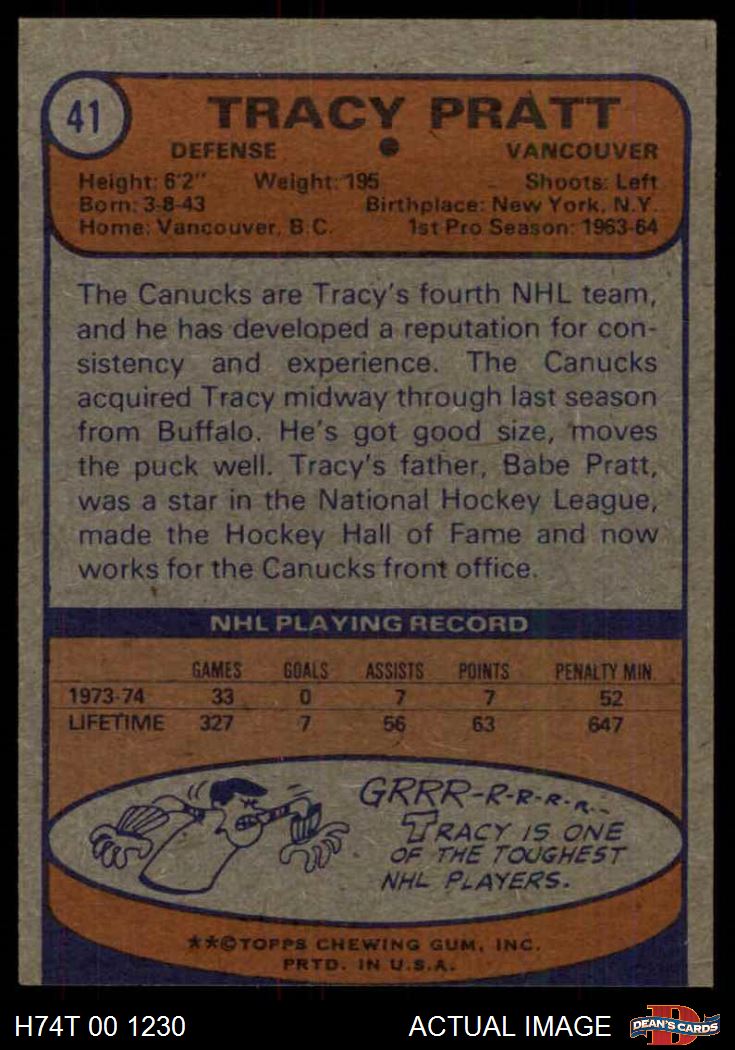 41
TRACY PRATT
DEFENSE VANCOUVER
Height: 6'2" Weight: 195 Shoots: Left
Born: 3-8-43 Birthplace: New York, N.Y.
Home: Vancouver, B.C. 1st Pro Season: 1963-64
The Canucks are Tracy's fourth NHL team,
and he has developed a reputation for con-
sistency and experience. The Canucks
acquired Tracy midway through last season
from Buffalo. He's got good size, moves
the puck well. Tracy's father, Babe Pratt,
was a star in the National Hockey League,
made the Hockey Hall of Fame and now
works for the Canucks front office.
NHL PLAYING RECORD
GAMES GOALS ASSISTS POINTS PENALTY MIN.
1973-74 33 0 7 7 52
LIFETIME 327 7 56 63 647
GRRR-R-R-R-R--
TRACY IS ONE
OF THE TOUGHEST
NHL PLAYERS.
**©TOPPS CHEWING GUM, INC.
PRTD. IN U.S.A.
H74T 00 1230 ACTUAL IMAGE D DEAN'S CARDS